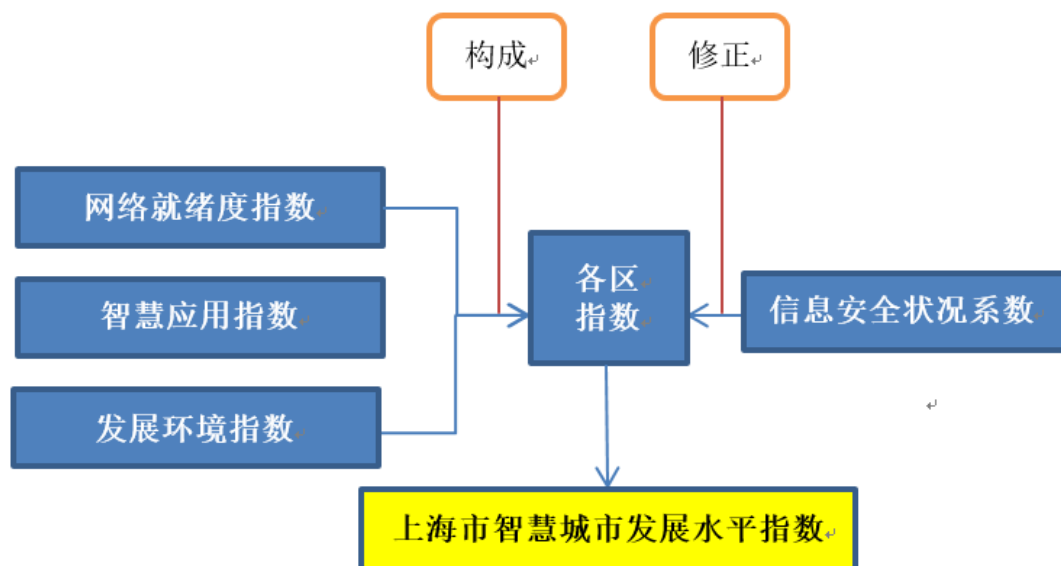 构成
修正
网络就绪度指数
智慧应用指数
发展环境指数
各区
指数
信息安全状况系数
上海市智慧城市发展水平指数